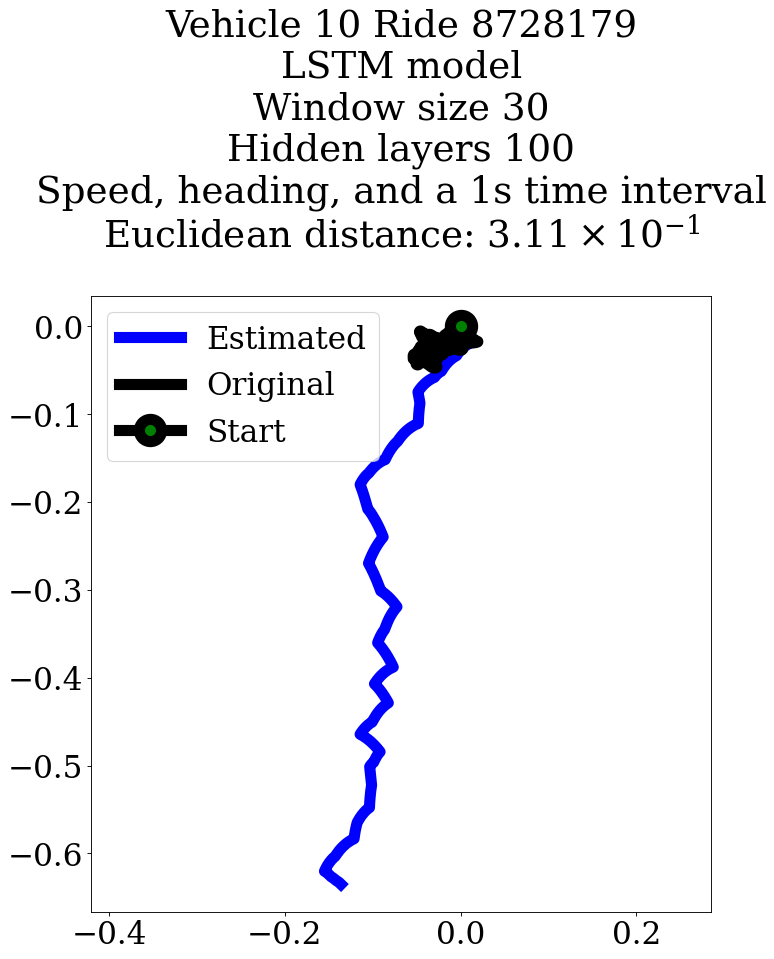 Vehicle 10 Ride 8728179
LSTM model
Window size 30
Hidden layers 100
Speed, heading, and a 1s time interval
Euclidean distance: 3.11 × 10⁻¹
Estimated
Original
Start
0.0
−0.1
−0.2
−0.3
−0.4
−0.5
−0.6
−0.4 −0.2 0.0 0.2